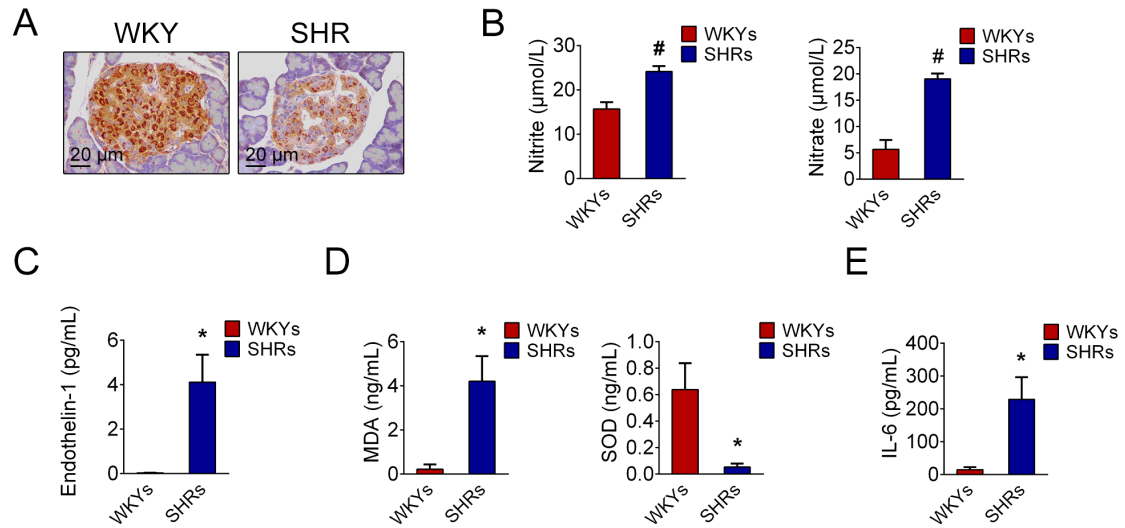 A
WKY
SHR
20 μm
20 μm
B
Nitrite (μmol/L)
30
20
10
0
WKYs
SHRs
#
WKYs
SHRs
Nitrate (μmol/L)
25
20
15
10
5
0
WKYs
SHRs
#
WKYs
SHRs
C
Endothelin-1 (pg/mL)
6
4
2
0
WKYs
SHRs
*
WKYs
SHRs
D
MDA (ng/mL)
6
4
2
0
WKYs
SHRs
*
WKYs
SHRs
SOD (ng/mL)
1.0
0.8
0.6
0.4
0.2
0.0
WKYs
SHRs
*
WKYs
SHRs
E
IL-6 (pg/mL)
400
300
200
100
0
WKYs
SHRs
*
WKYs
SHRs